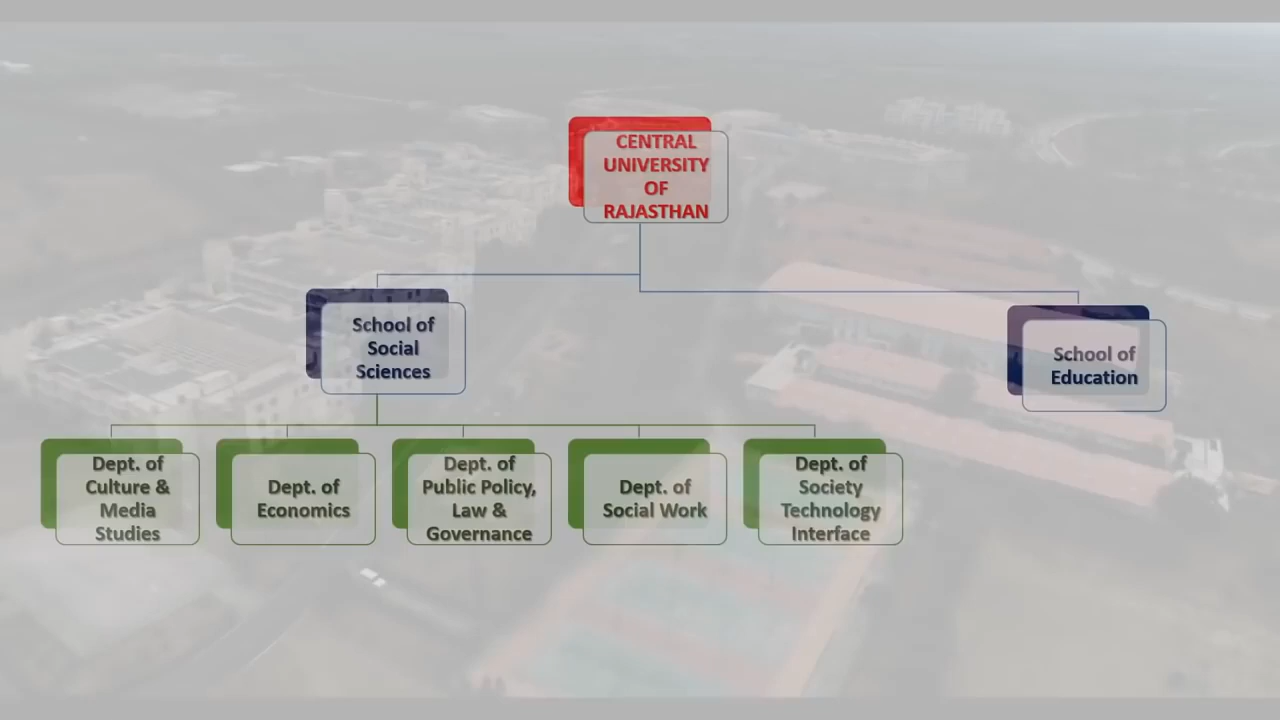 CENTRAL
UNIVERSITY
OF
RAJASTHAN
School of
Social
Sciences
School of
Education
Dept. of
Culture &
Media
Studies
Dept. of
Economics
Dept. of
Public Policy,
Law &
Governance
Dept. of
Social Work
Dept. of
Society
Technology
Interface